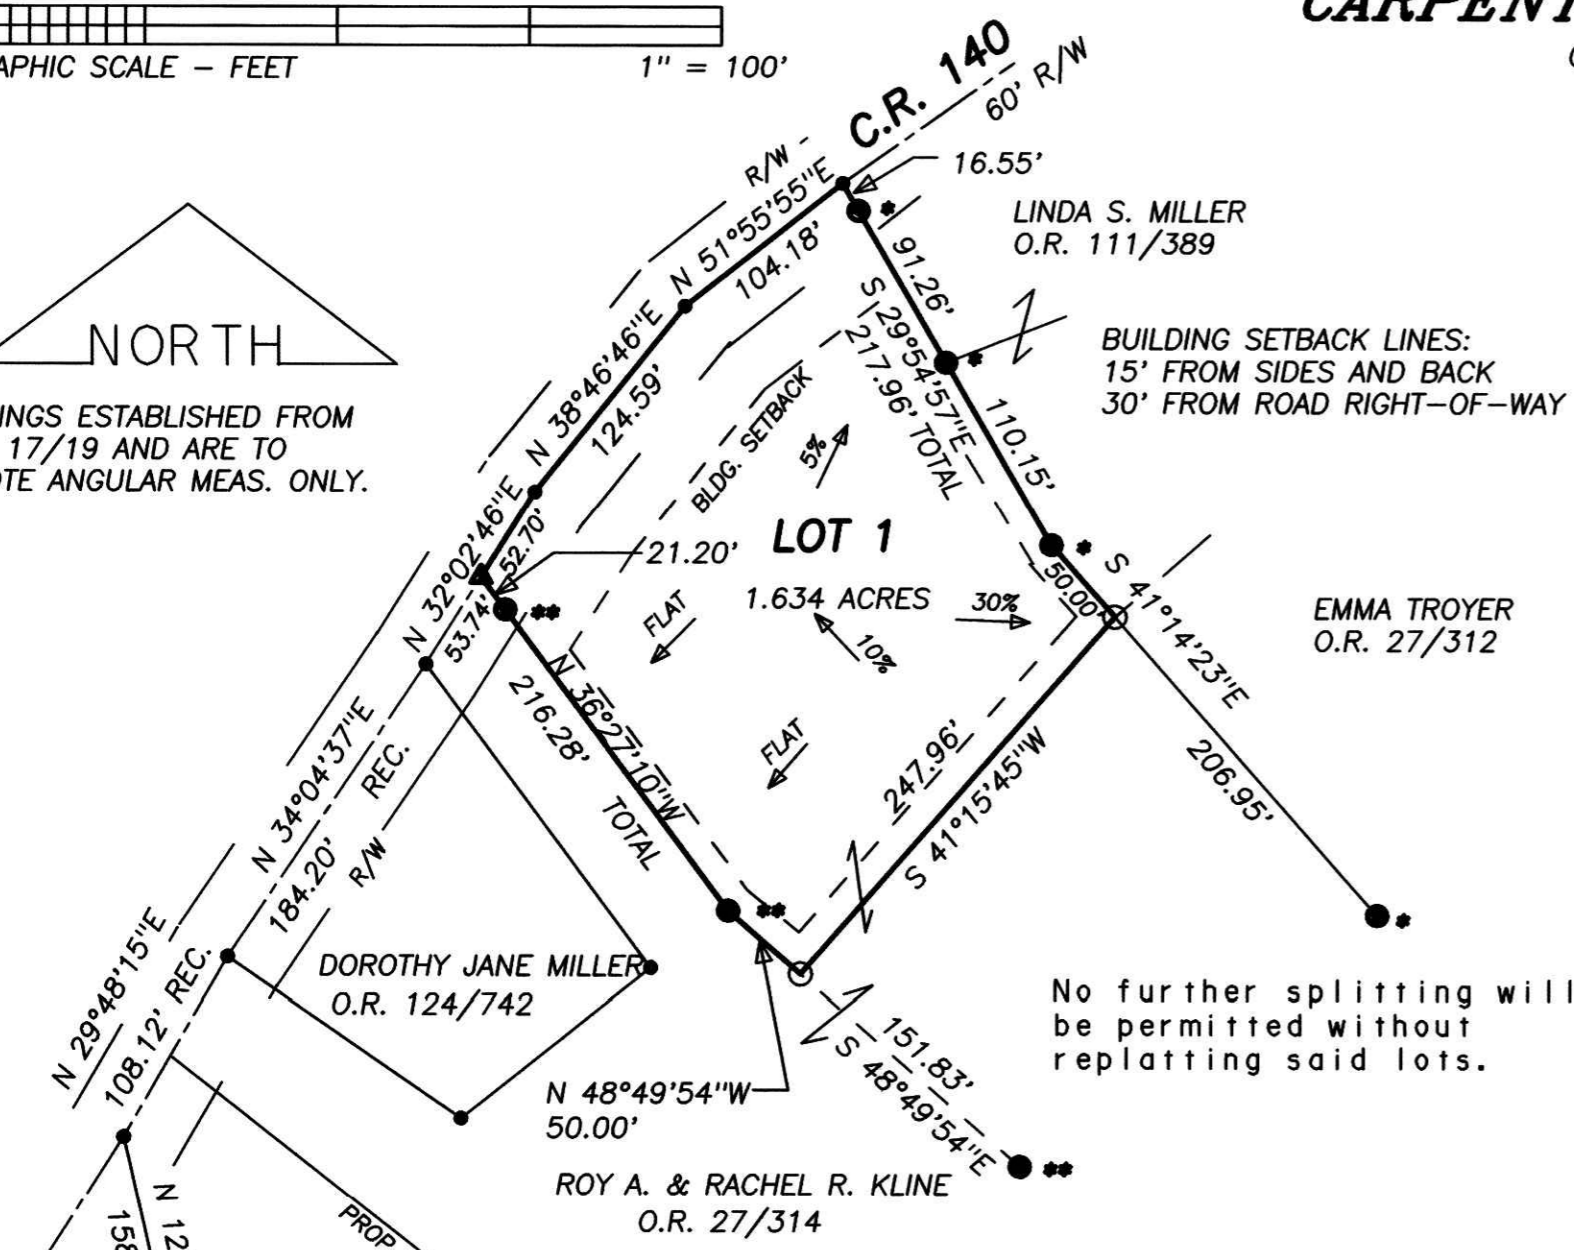 APHIC SCALE - FEET
1" = 100'
C.R. 140
60' R/W
R/W
16.55'
LINDA S. MILLER
O.R. 111/389
N 51°55'55"E
104.18'
91.26'
S 29°54'57"E
217.96' TOTAL
NORTH
BUILDING SETBACK LINES:
15' FROM SIDES AND BACK
30' FROM ROAD RIGHT-OF-WAY
INGS ESTABLISHED FROM
17/19 AND ARE TO
OTE ANGULAR MEAS. ONLY.
N 38°46'46"E
124.59'
BLDG. SETBACK
5%
110.15'
N 32°02'46"E
52.70'
21.20'
LOT 1
1.634 ACRES
30%
10%
FLAT
50.00'
S 41°14'23"E
206.95'
EMMA TROYER
O.R. 27/312
53.74'
**
*
*
*
N 36°27'10"W
216.28'
TOTAL
FLAT
247.96'
S 41°15'45"W
N 34°04'37"E
184.20'
REC.
R/W
**
*
DOROTHY JANE MILLER
O.R. 124/742
N 29°48'15"E
108.12' REC.
No further splitting will
be permitted without
replatting said lots.
N 48°49'54"W
50.00'
151.83'
S 48°49'54"E
**
ROY A. & RACHEL R. KLINE
O.R. 27/314
PROP
N 12
158